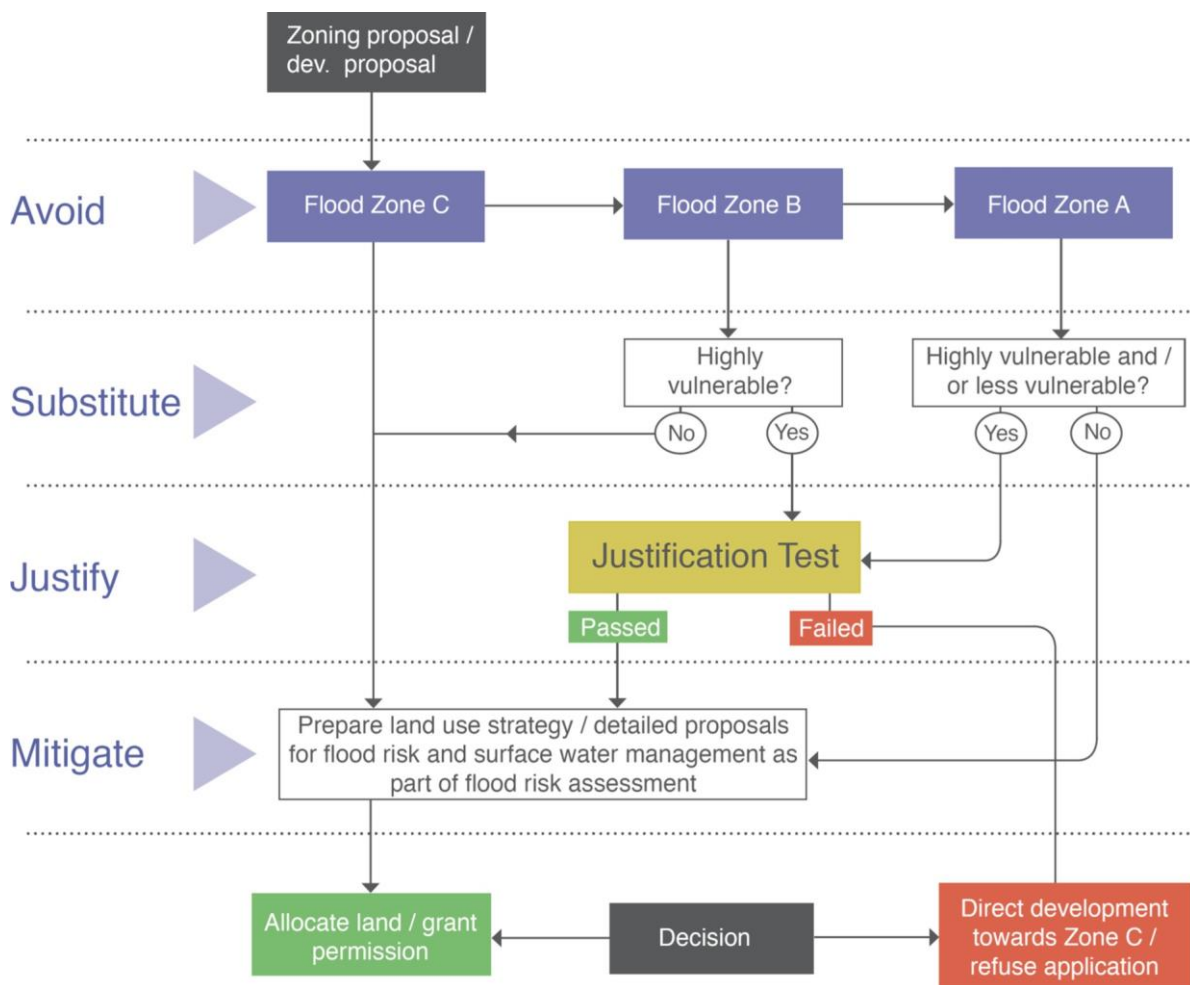 Zoning proposal /
dev. proposal
Avoid
Flood Zone C
Flood Zone B
Flood Zone A
Substitute
Highly
vulnerable?
No
Yes
Highly vulnerable and /
or less vulnerable?
Yes
No
Justify
Justification Test
Passed
Failed
Mitigate
Prepare land use strategy / detailed proposals
for flood risk and surface water management as
part of flood risk assessment
Allocate land / grant
permission
Decision
Direct development
towards Zone C /
refuse application